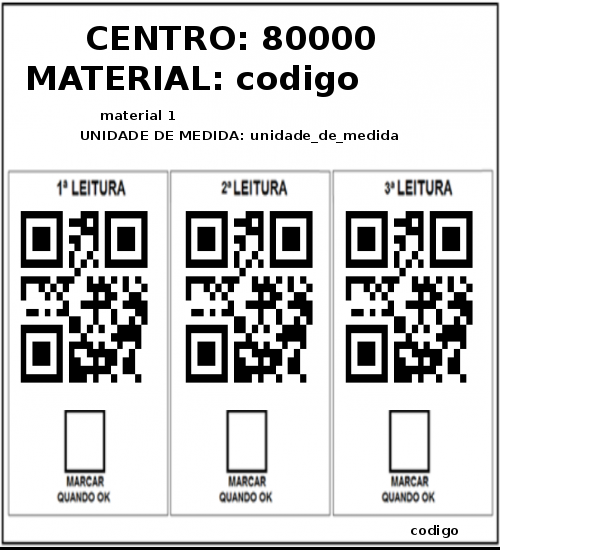 CENTRO: 80000
MATERIAL: codigo
material 1
UNIDADE DE MEDIDA: unidade_de_medida
1ª LEITURA
2ª LEITURA
3ª LEITURA
MARCAR
QUANDO OK
MARCAR
QUANDO OK
MARCAR
QUANDO OK
codigo